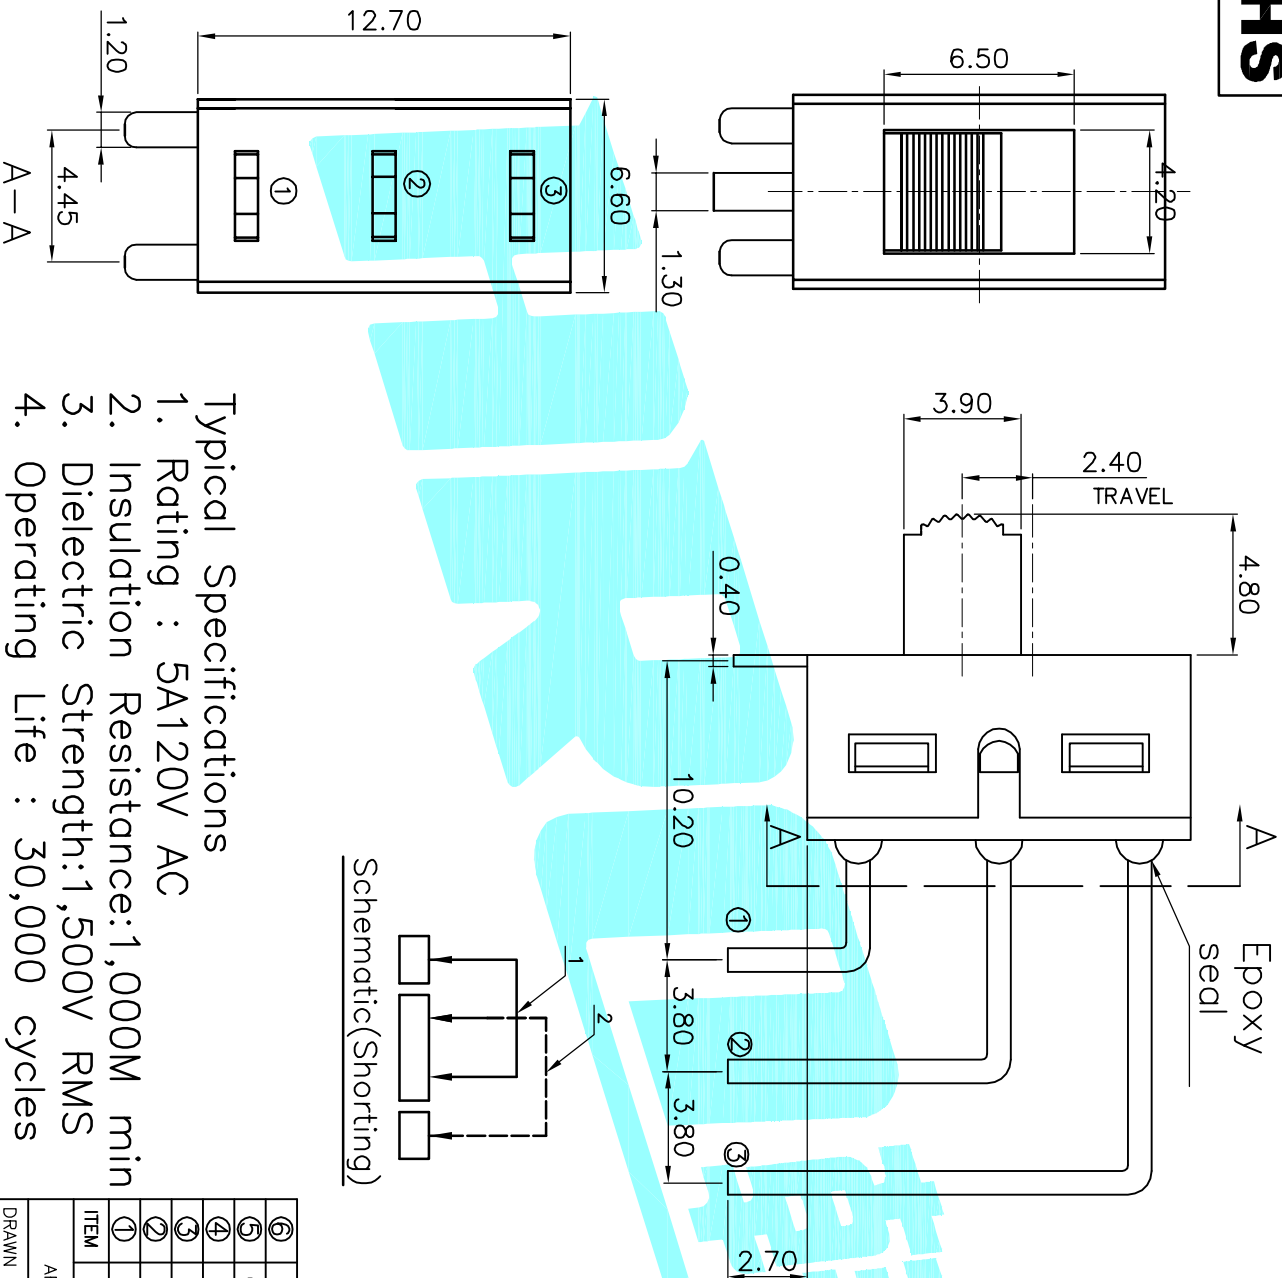 HS
12.70
1.20
4.45
A-A
6.60
1.30
①
②
③
6.50
4.20
3.90
2.40
TRAVEL
4.80
0.40
10.20
3.80
3.80
2.70
A
A
Epoxy
seal
①
②
③
1
2
Schematic(Shorting)
Typical Specifications
1. Rating : 5A120V AC
2. Insulation Resistance:1,000M min
3. Dielectric Strength:1,500V RMS
4. Operating Life : 30,000 cycles
⑥
⑤
④
③
②
①
ITEM
DRAWN